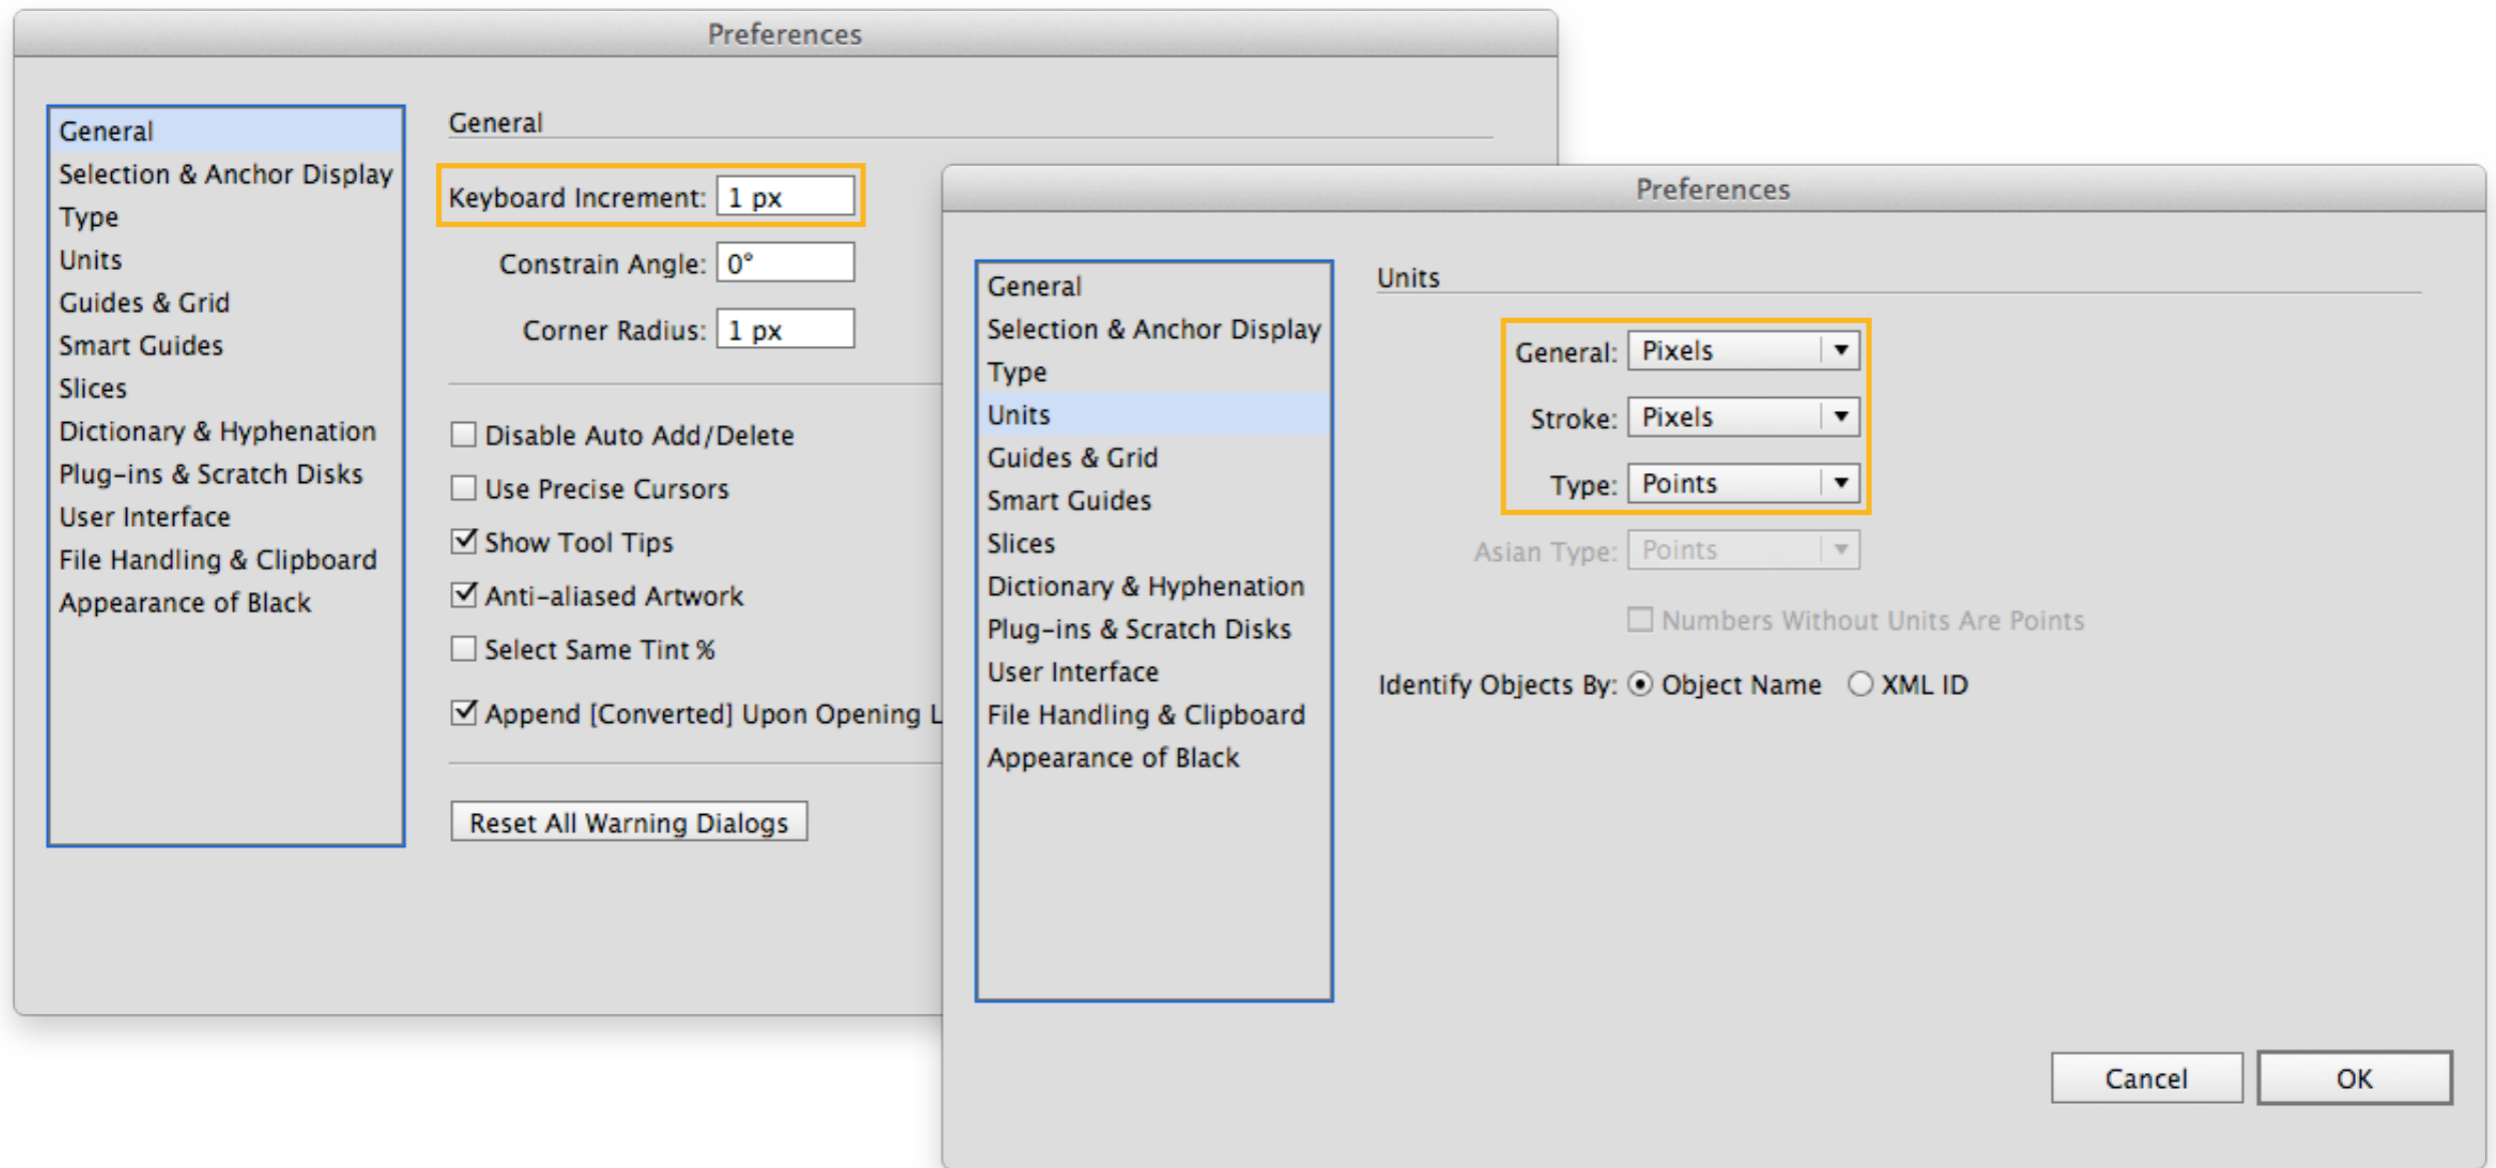 Preferences
General
Selection & Anchor Display
Type
Units
Guides & Grid
Smart Guides
Slices
Dictionary & Hyphenation
Plug-ins & Scratch Disks
User Interface
File Handling & Clipboard
Appearance of Black
General
Keyboard Increment: 1 px
Constrain Angle: 0°
Corner Radius: 1 px
Disable Auto Add/Delete
Use Precise Cursors
Show Tool Tips
Anti-aliased Artwork
Select Same Tint %
Append [Converted] Upon Opening L
Reset All Warning Dialogs
Preferences
General
Selection & Anchor Display
Type
Units
Guides & Grid
Smart Guides
Slices
Dictionary & Hyphenation
Plug-ins & Scratch Disks
User Interface
File Handling & Clipboard
Appearance of Black
Units
General: Pixels
Stroke: Pixels
Type: Points
Asian Type: Points
Numbers Without Units Are Points
Identify Objects By: Object Name XML ID
Cancel OK